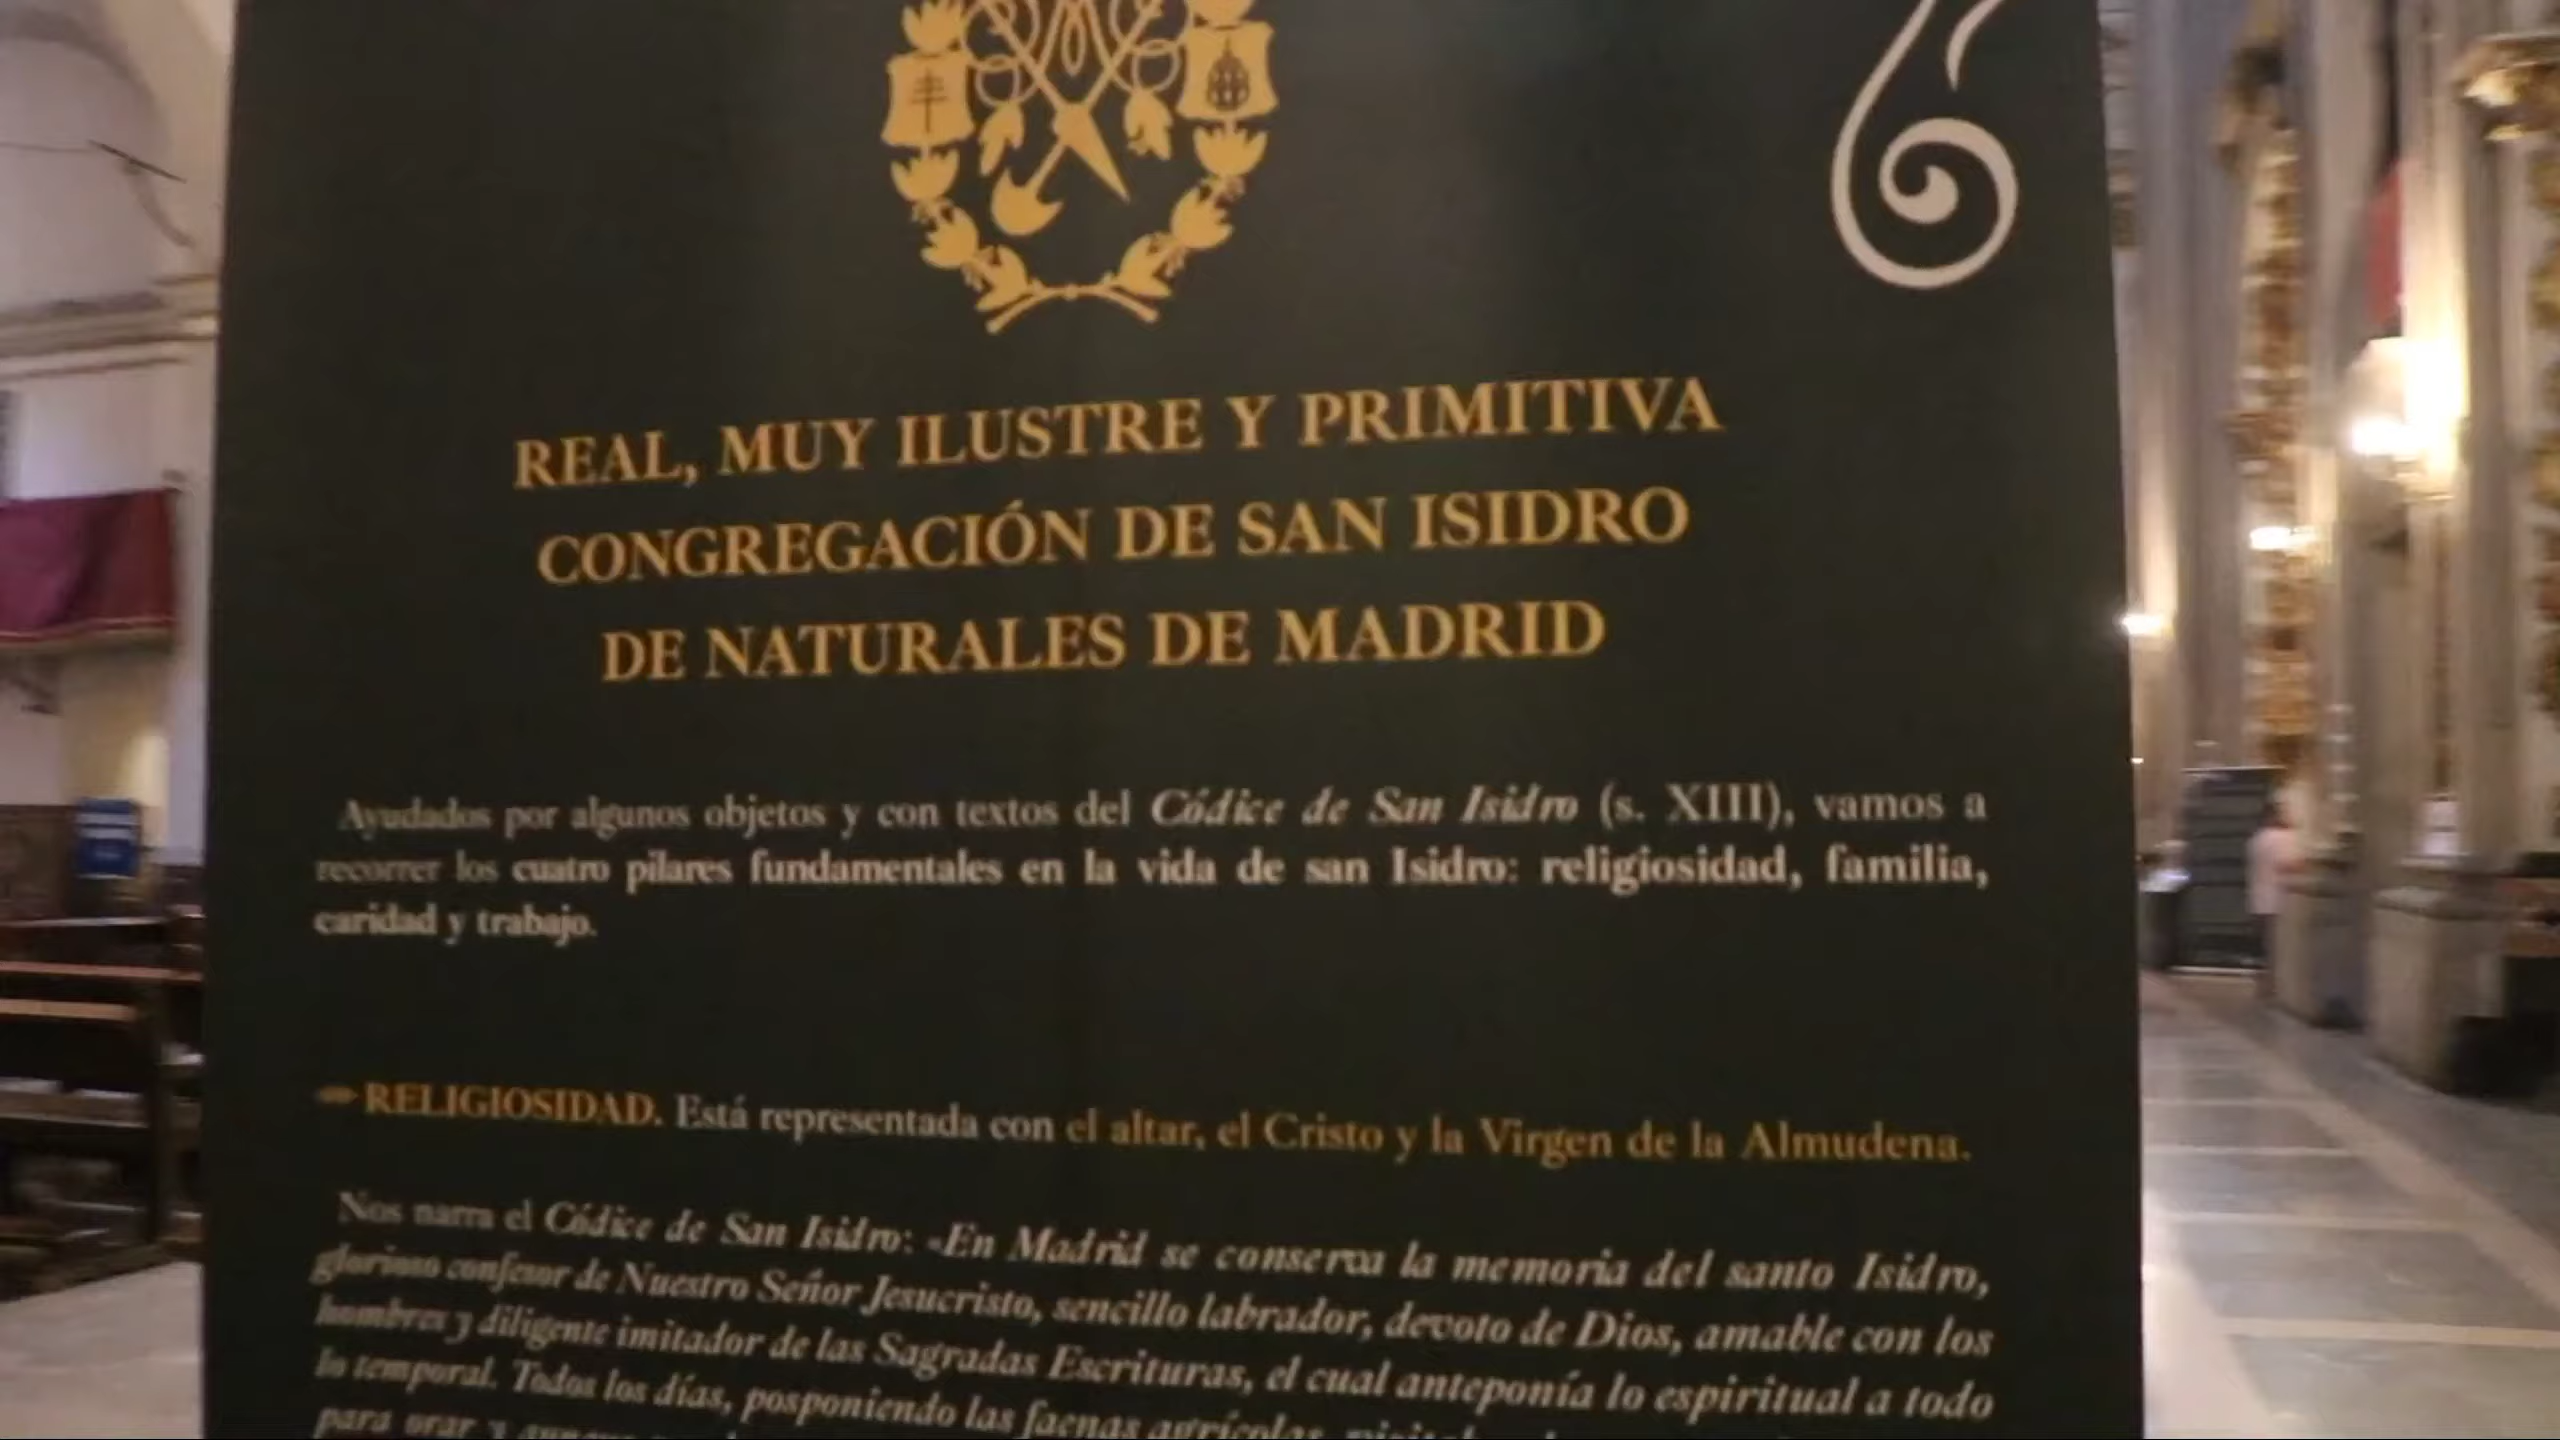 REAL, MUY ILUSTRE Y PRIMITIVA
CONGREGACIÓN DE SAN ISIDRO
DE NATURALES DE MADRID
Ayudados por algunos objetos y con textos del Códice de San Isidro (s. XIII), vamos a
recorrer los cuatro pilares fundamentales en la vida de san Isidro: religiosidad, familia,
caridad y trabajo.
RELIGIOSIDAD. Está representada con el altar, el Cristo y la Virgen de la Almudena.
Nos narra el Códice de San Isidro: «En Madrid se conserva la memoria del santo Isidro,
glorioso confesor de Nuestro Señor Jesucristo, sencillo labrador, devoto de Dios, amable con los
hombres y diligente imitador de las Sagradas Escrituras, el cual anteponía lo espiritual a todo
lo temporal. Todos los días, posponiendo las faenas agrícolas,
para orar y